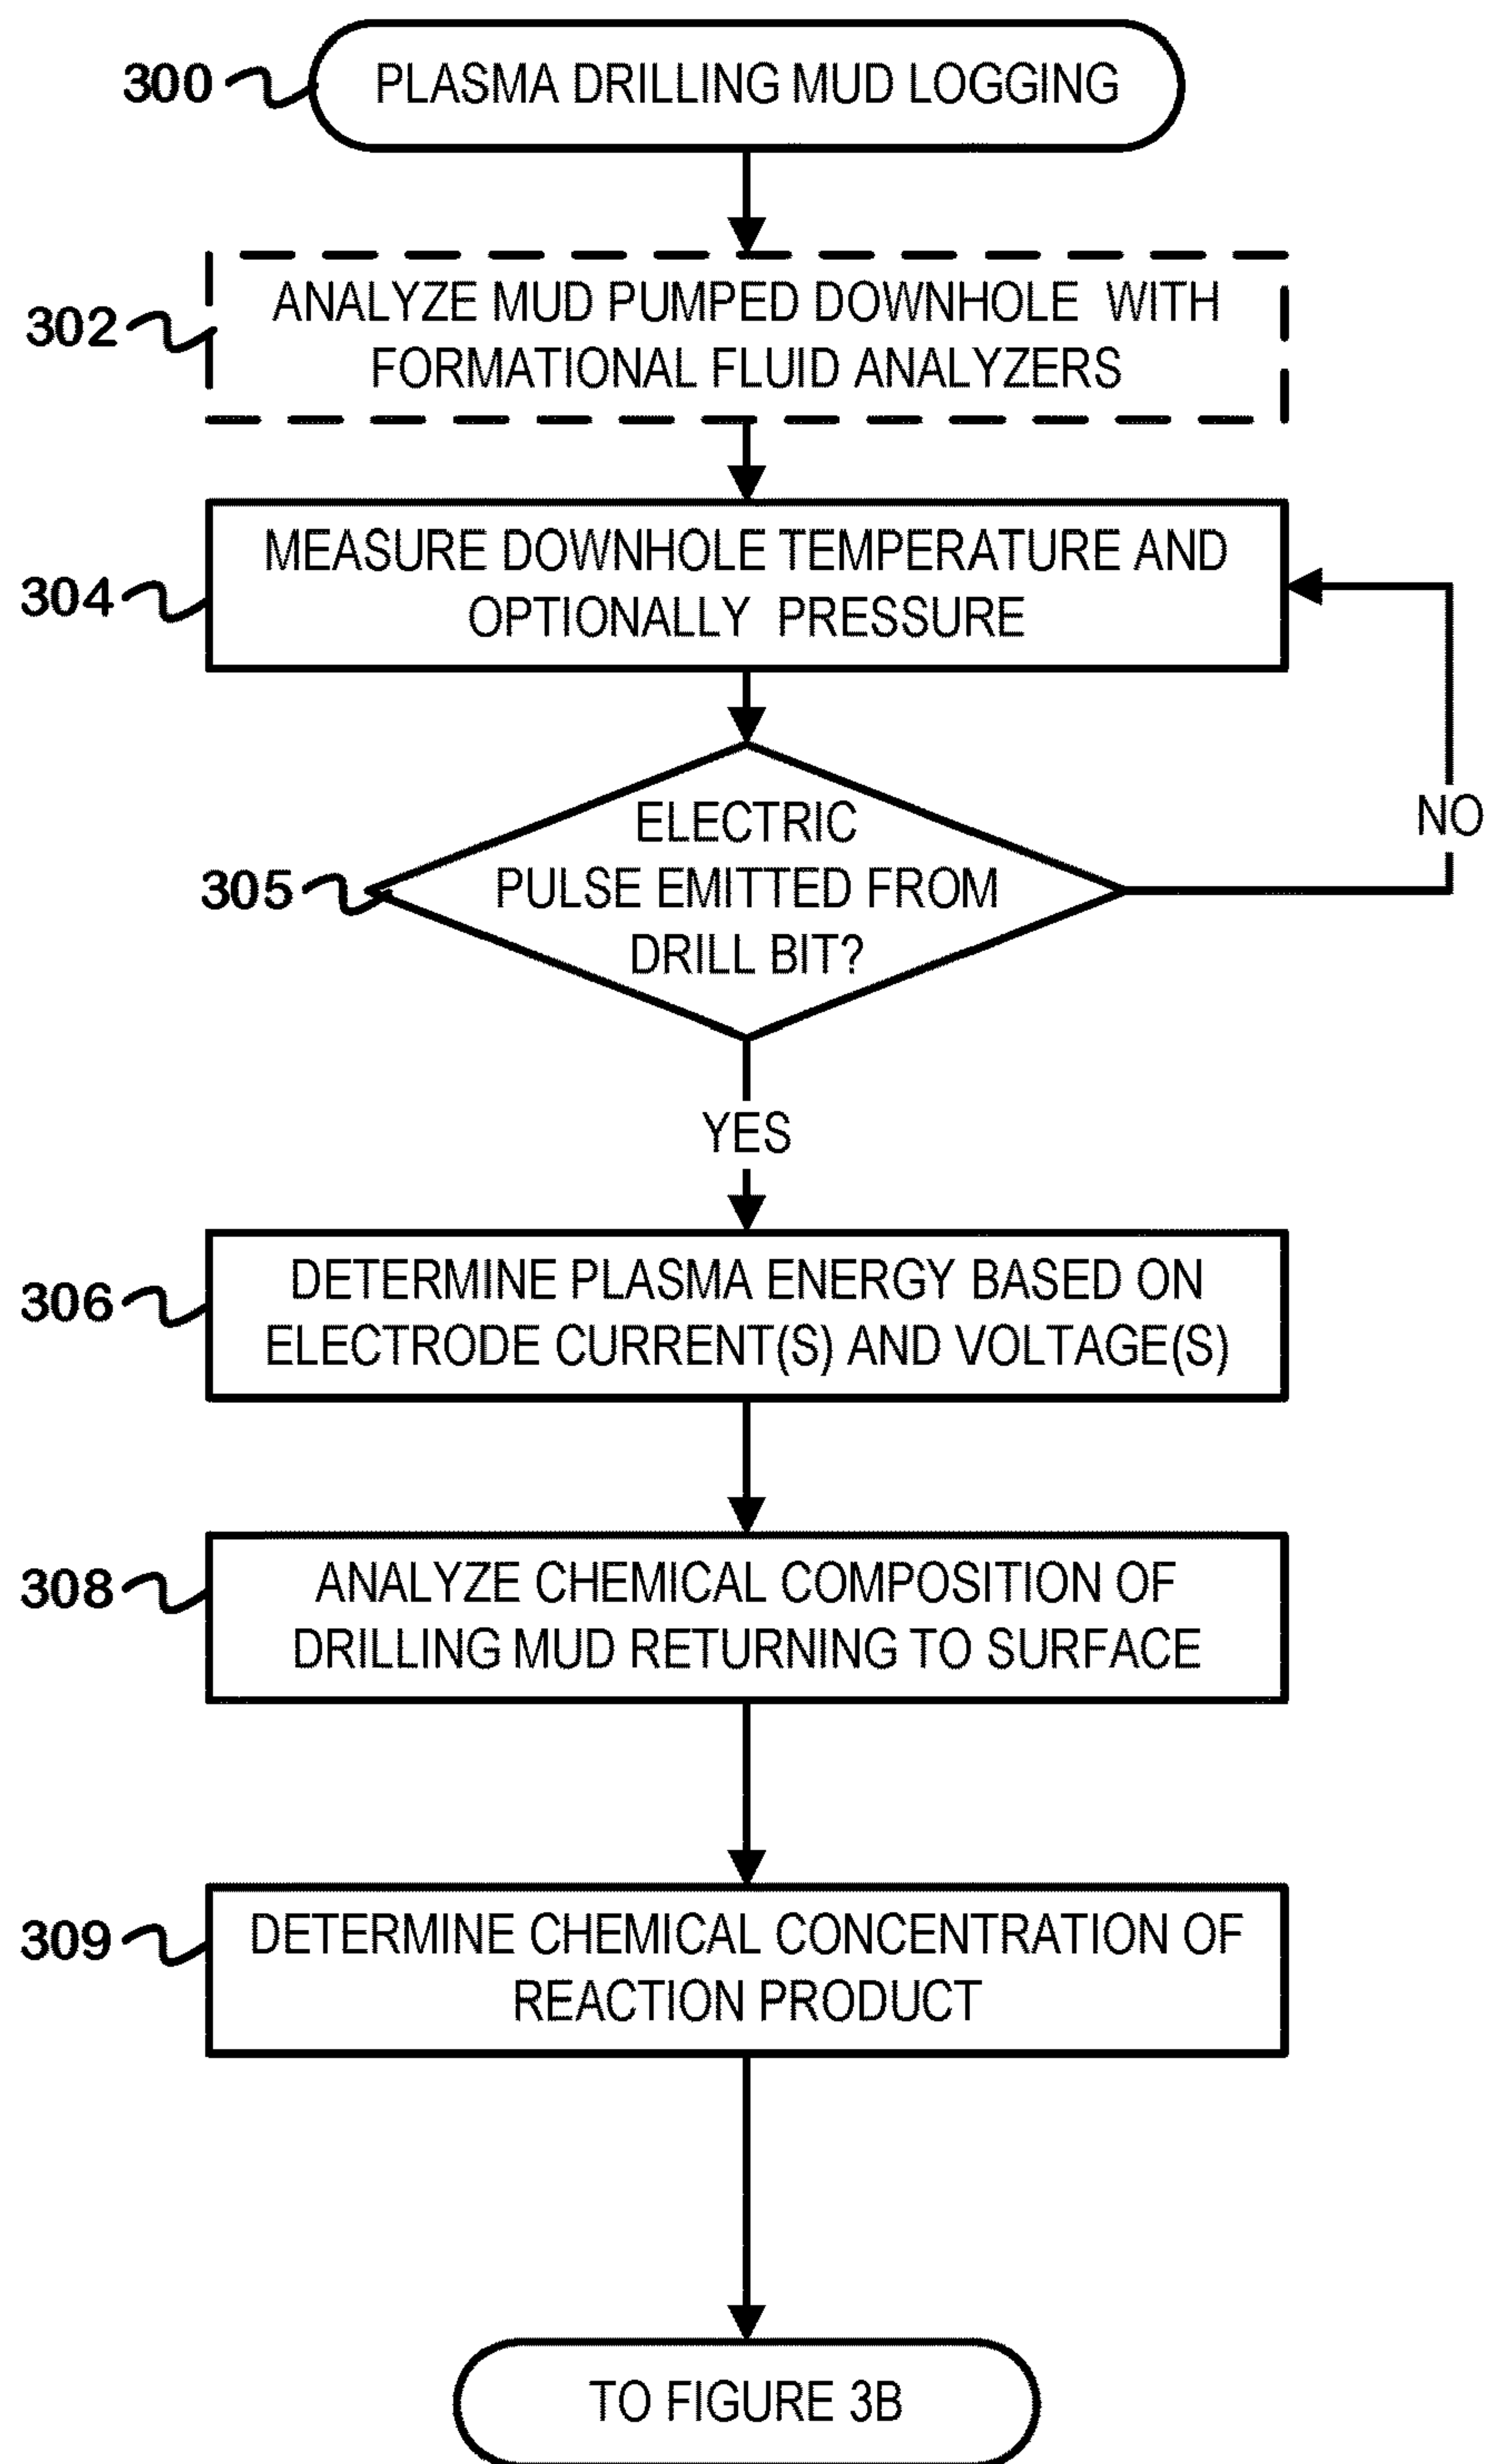 300
PLASMA DRILLING MUD LOGGING
302
ANALYZE MUD PUMPED DOWNHOLE WITH
FORMATIONAL FLUID ANALYZERS
304
MEASURE DOWNHOLE TEMPERATURE AND
OPTIONALLY PRESSURE
305
ELECTRIC
PULSE EMITTED FROM
DRILL BIT?
NO
YES
306
DETERMINE PLASMA ENERGY BASED ON
ELECTRODE CURRENT(S) AND VOLTAGE(S)
308
ANALYZE CHEMICAL COMPOSITION OF
DRILLING MUD RETURNING TO SURFACE
309
DETERMINE CHEMICAL CONCENTRATION OF
REACTION PRODUCT
TO FIGURE 3B